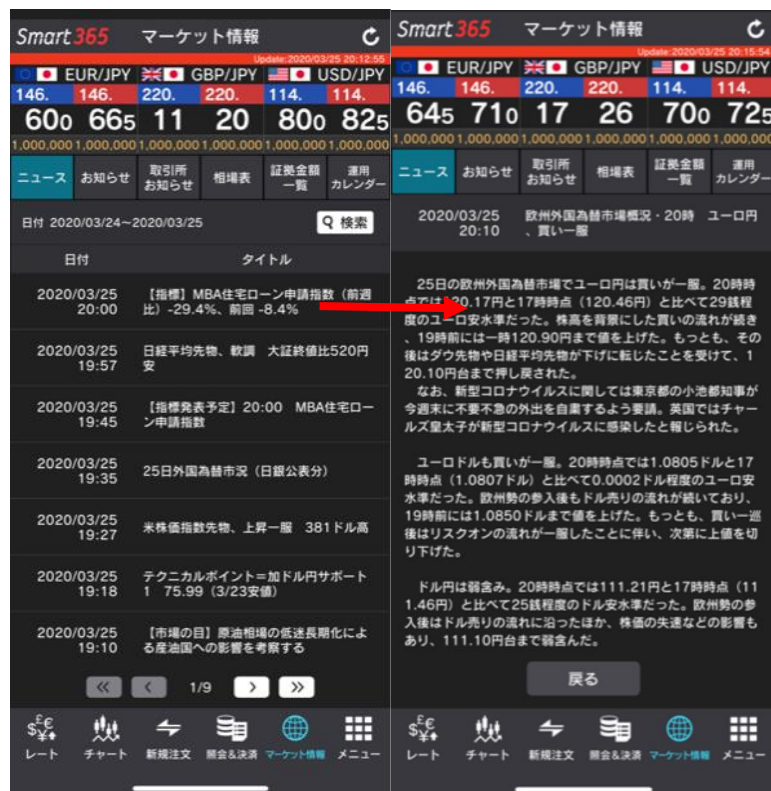 Smart365 マーケット情報
Update:2020/03/25 20:12:55
EUR/JPY GBP/JPY USD/JPY
146. 146. 220. 220. 114. 114.
600 665 11 20 800 825
1,000,000 1,000,000 1,000,000 1,000,000 1,000,000 1,000,000
ニュース お知らせ 取引所お知らせ 相場表 証拠金額一覧 運用カレンダー
日付 2020/03/24～2020/03/25 検索
日付 タイトル
2020/03/25 【指標】MBA住宅ローン申請指数（前週
20:00 比）-29.4%、前回 -8.4%
2020/03/25 日経平均先物、軟調 大証終値比520円
19:57 安
2020/03/25 【指標発表予定】20:00 MBA住宅ロー
19:45 ン申請指数
2020/03/25
19:35 25日外国為替市況（日銀公表分）
2020/03/25
19:27 米株価指数先物、上昇一服 381ドル高
2020/03/25 テクニカルポイント=加ドル円サポート
19:18 1 75.99（3/23安値）
2020/03/25 【市場の目】原油相場の低迷長期化によ
19:10 る産油国への影響を考察する
≪ < 1/9 > ≫
レート チャート 新規注文 照会&決済 マーケット情報 メニュー
Smart365 マーケット情報
Update:2020/03/25 20:15:54
EUR/JPY GBP/JPY USD/JPY
146. 146. 220. 220. 114. 114.
645 710 17 26 700 725
1,000,000 1,000,000 1,000,000 1,000,000 1,000,000 1,000,000
ニュース お知らせ 取引所お知らせ 相場表 証拠金額一覧 運用カレンダー
2020/03/25 欧州外国為替市場概況・20時 ユーロ円
20:10 、買い一服
25日の欧州外国為替市場でユーロ円は買いが一服。20時時
点では120.17円と17時時点（120.46円）と比べて29銭程
度のユーロ安水準だった。株高を背景にした買いの流れが続き
、19時前には一時120.90円まで値を上げた。もっとも、その
後はダウ先物や日経平均先物が下げに転じたことを受けて、1
20.10円台まで押し戻された。
なお、新型コロナウイルスに関しては東京都の小池都知事が
今週末に不要不急の外出を自粛するよう要請。英国ではチャー
ルズ皇太子が新型コロナウイルスに感染したと報じられた。
ユーロドルも買いが一服。20時時点では1.0805ドルと17
時時点（1.0807ドル）と比べて0.0002ドル程度のユーロ安
水準だった。欧州勢の参入後もドル売りの流れが続いており、
19時前には1.0850ドルまで値を上げた。もっとも、買い一巡
後はリスクオンの流れが一服したことに伴い、次第に上値を切
り下げた。
ドル円は弱含み。20時時点では111.21円と17時時点（11
1.46円）と比べて25銭程度のドル安水準だった。欧州勢の参
入後はドル売りの流れに沿ったほか、株価の失速などの影響も
あり、111.10円台まで弱含んだ。
戻る
レート チャート 新規注文 照会&決済 マーケット情報 メニュー